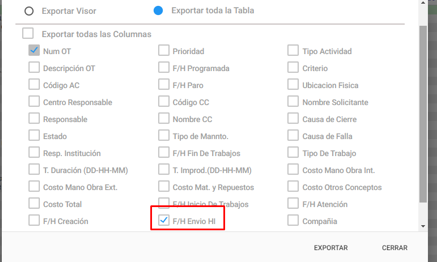 Exportar Visor
Exportar toda la Tabla
Exportar todas las Columnas
Num OT
Prioridad
Tipo Actividad
Descripción OT
F/H Programada
Criterio
Código AC
F/H Paro
Ubicacion Fisica
Centro Responsable
Código CC
Nombre Solicitante
Responsable
Nombre CC
Causa de Cierre
Estado
Tipo de Mannto.
Causa de Falla
Resp. Institución
F/H Fin De Trabajos
Tipo De Trabajo
T. Duración (DD-HH-MM)
T. Improd.(DD-HH-MM)
Costo Mano Obra Int.
Costo Mano Obra Ext.
Costo Mat. y Repuestos
Costo Otros Conceptos
Costo Total
F/H Inicio De Trabajos
F/H Atención
F/H Creación
F/H Envio HI
Compañia
EXPORTAR
CERRAR